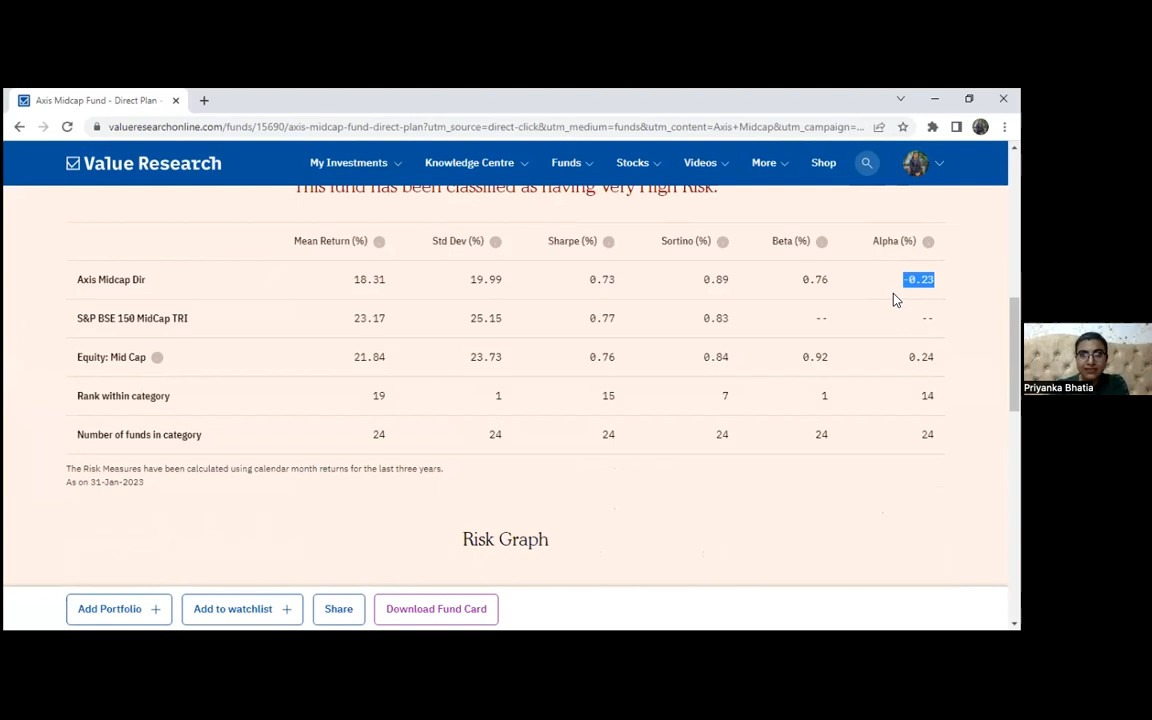 Axis Midcap Fund - Direct Plan -
valueresearchonline.com/funds/15690/axis-midcap-fund-direct-plan?utm_source=direct-click&utm_medium=funds&utm_content=Axis+Midcap&utm_campaign=...
Value Research My Investments Knowledge Centre Funds Stocks Videos More Shop
This fund has been classified as having Very High Risk.
Mean Return (%) Std Dev (%) Sharpe (%) Sortino (%) Beta (%) Alpha (%)
Axis Midcap Dir 18.31 19.99 0.73 0.89 0.76 -0.23
S&P BSE 150 MidCap TRI 23.17 25.15 0.77 0.83 -- --
Equity: Mid Cap 21.84 23.73 0.76 0.84 0.92 0.24
Rank within category 19 1 15 7 1 14
Number of funds in category 24 24 24 24 24 24
The Risk Measures have been calculated using calendar month returns for the last three years.
As on 31-Jan-2023
Risk Graph
Add Portfolio + Add to watchlist + Share Download Fund Card
Priyanka Bhatia